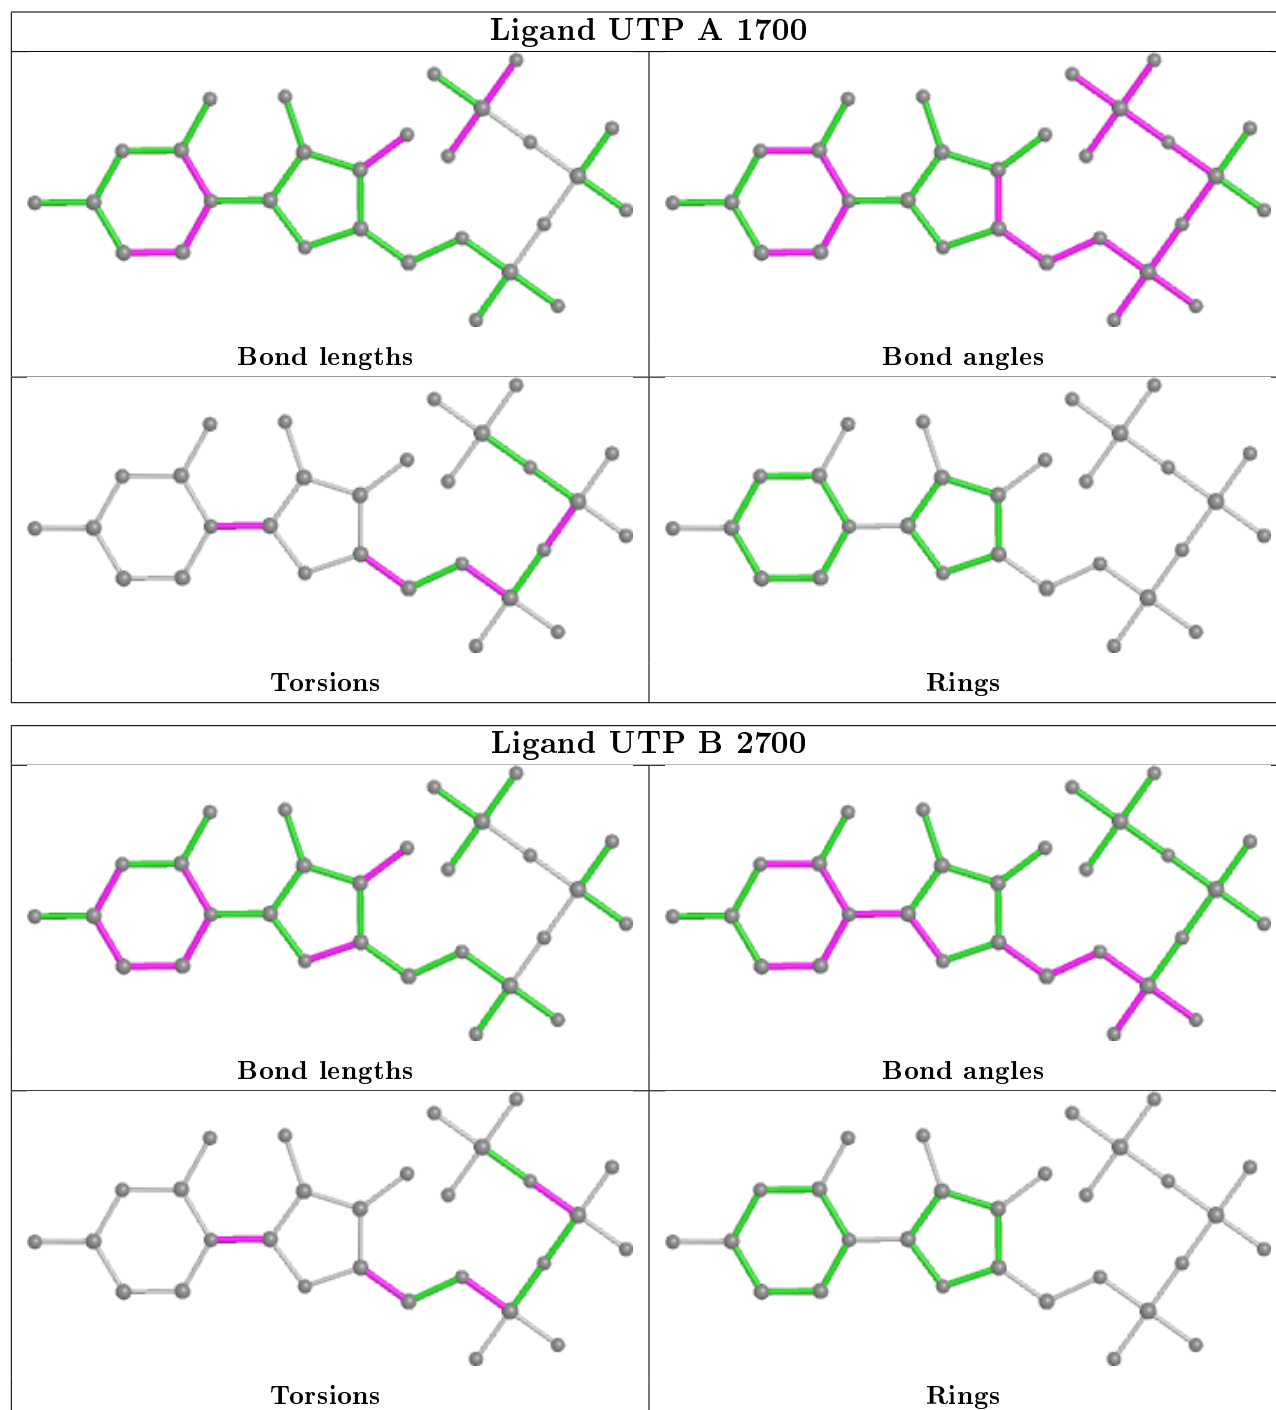 Ligand UTP A 1700
Bond lengths
Bond angles
Torsions
Rings
Ligand UTP B 2700
Bond lengths
Bond angles
Torsions
Rings